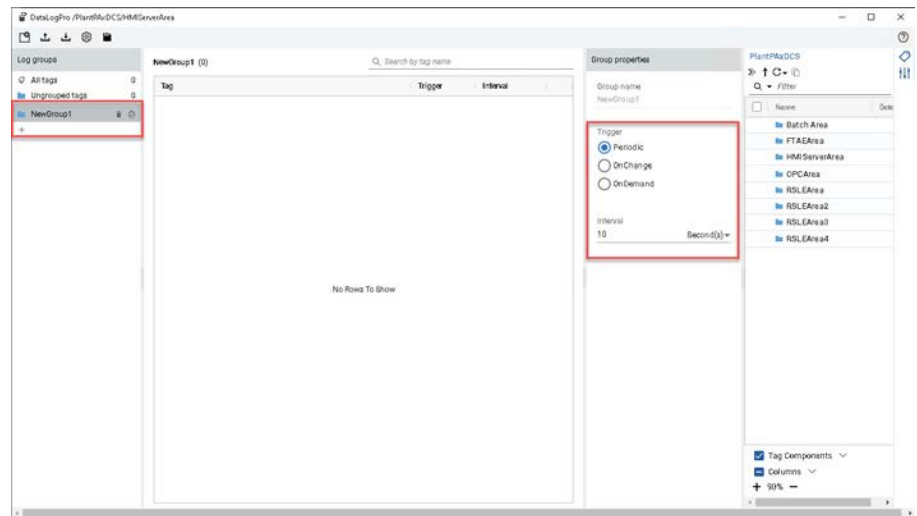 DataLogPro /PlantPAxDCS/HMIServerArea
Log groups
All tags 0
Ungrouped tags 0
NewGroup1
+
NewGroup1 (0)
Search by tag name
Tag Trigger Interval
No Rows To Show
Group properties
Group name
NewGroup1
Trigger
Periodic
OnChange
OnDemand
Interval
10 Second(s)
PlantPAxDCS
Filter
Name
Batch Area
FTAEArea
HMIServerArea
OPCArea
RSLEArea
RSLEArea2
RSLEArea3
RSLEArea4
Tag Components
Columns
+ 90% −